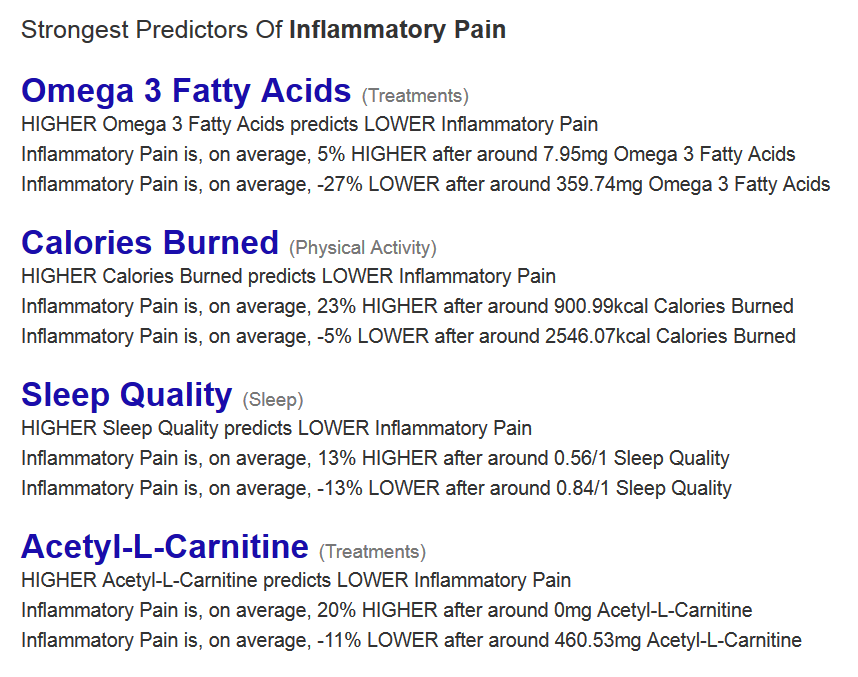 Strongest Predictors Of Inflammatory Pain
Omega 3 Fatty Acids (Treatments)
HIGHER Omega 3 Fatty Acids predicts LOWER Inflammatory Pain
Inflammatory Pain is, on average, 5% HIGHER after around 7.95mg Omega 3 Fatty Acids
Inflammatory Pain is, on average, -27% LOWER after around 359.74mg Omega 3 Fatty Acids
Calories Burned (Physical Activity)
HIGHER Calories Burned predicts LOWER Inflammatory Pain
Inflammatory Pain is, on average, 23% HIGHER after around 900.99kcal Calories Burned
Inflammatory Pain is, on average, -5% LOWER after around 2546.07kcal Calories Burned
Sleep Quality (Sleep)
HIGHER Sleep Quality predicts LOWER Inflammatory Pain
Inflammatory Pain is, on average, 13% HIGHER after around 0.56/1 Sleep Quality
Inflammatory Pain is, on average, -13% LOWER after around 0.84/1 Sleep Quality
Acetyl-L-Carnitine (Treatments)
HIGHER Acetyl-L-Carnitine predicts LOWER Inflammatory Pain
Inflammatory Pain is, on average, 20% HIGHER after around 0mg Acetyl-L-Carnitine
Inflammatory Pain is, on average, -11% LOWER after around 460.53mg Acetyl-L-Carnitine